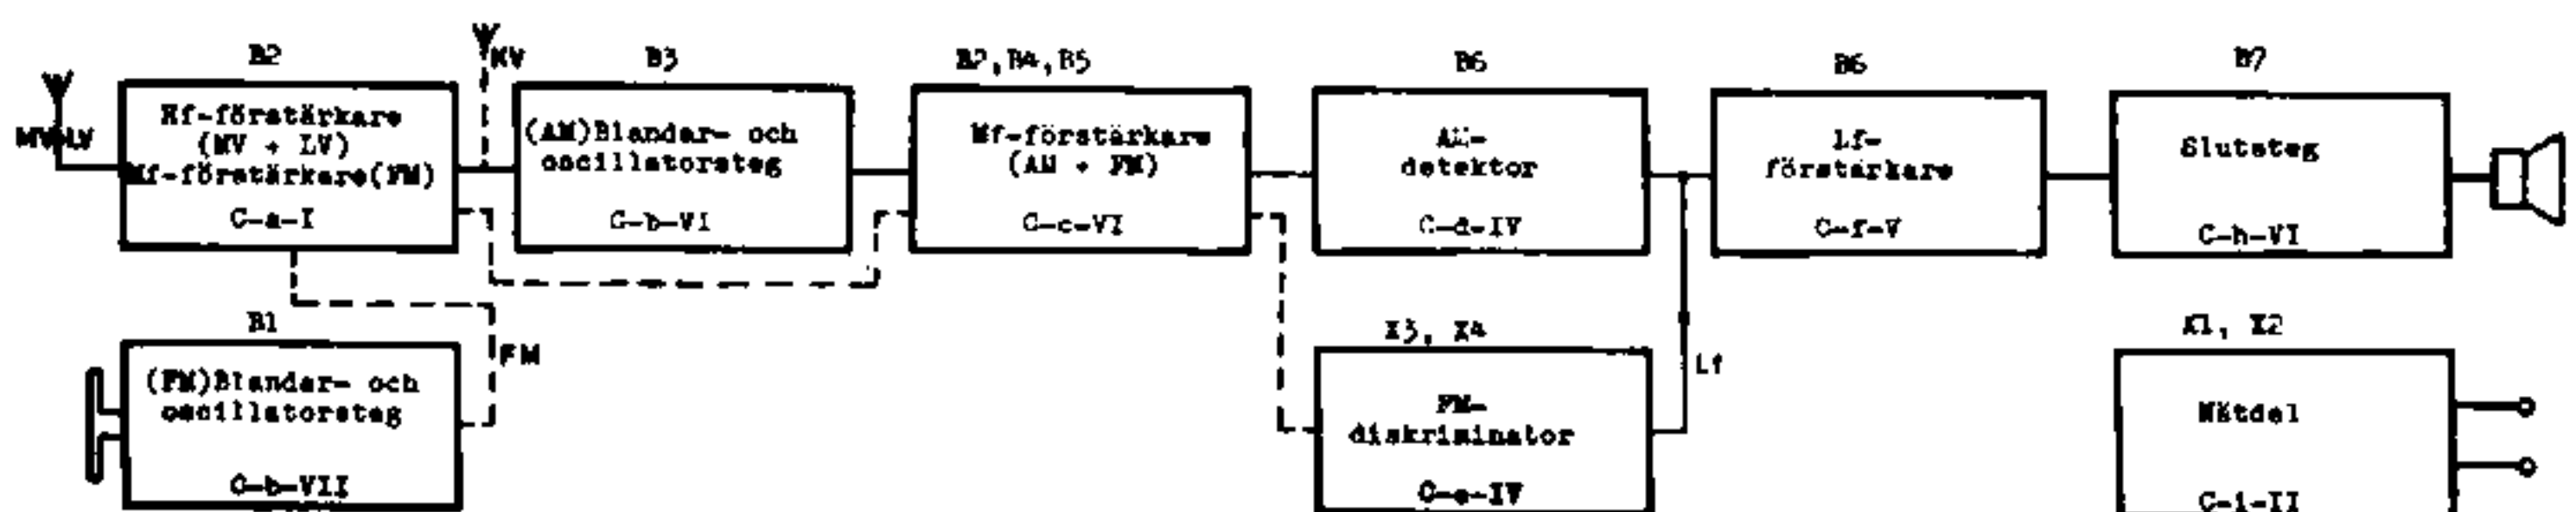 B2
KV
B3
B2, B4, B5
B6
B6
B7
MV+LV
Hf-förstärkare
(MV + LV)
Mf-förstärkare(FM)
C-a-I
(AM)Blandar- och
oscillatorsteg
C-b-VI
Mf-förstärkare
(AM + FM)
C-c-VI
AM-
detektor
C-d-IV
Lf-
förstärkare
C-f-V
Slutsteg
C-h-VI
B1
FM
(FM)Blandar- och
oscillatorsteg
C-b-VII
X3, X4
FM-
diskriminator
C-e-IV
Lf
X1, X2
Nätdel
C-i-II